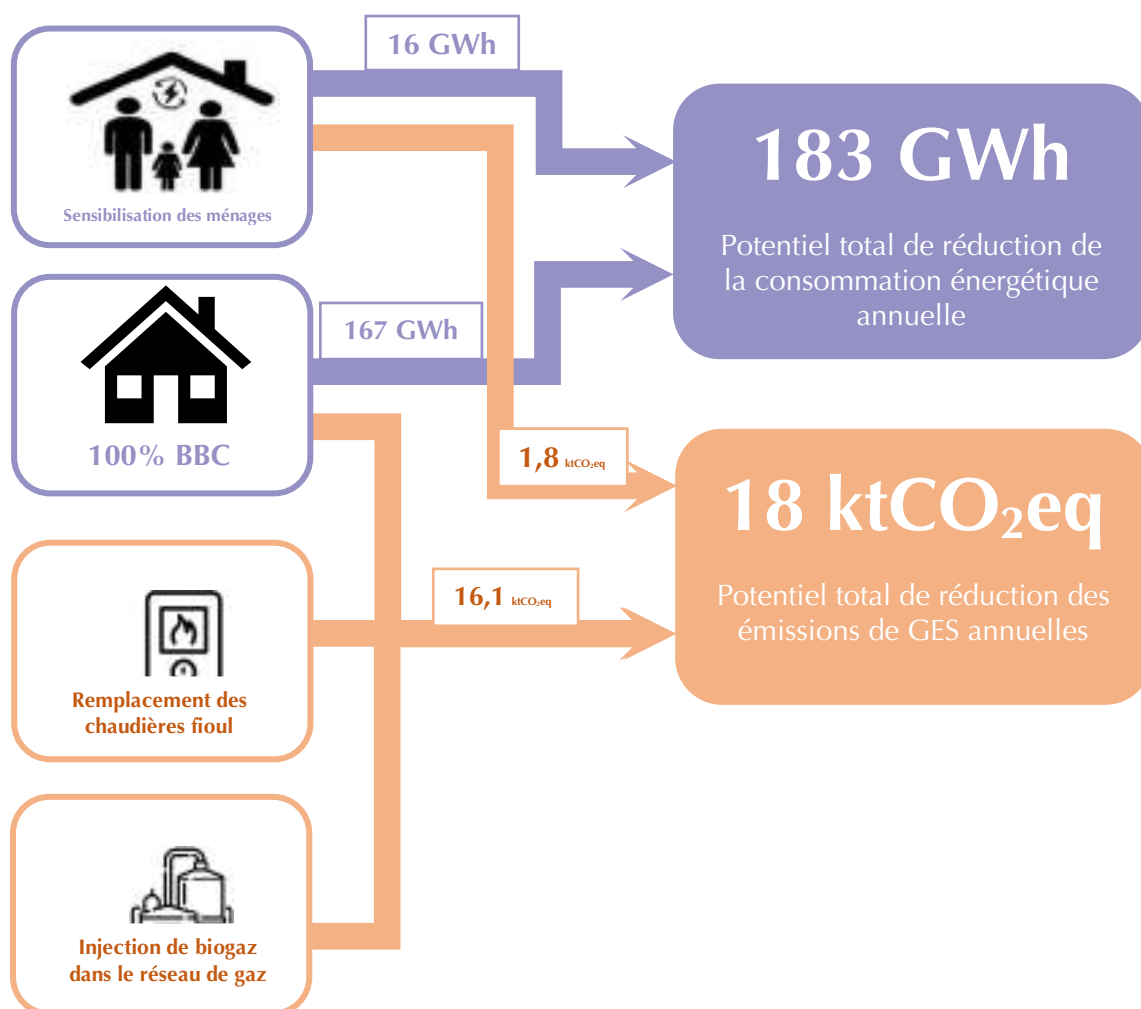 16 GWh
Sensibilisation des ménages
183 GWh
Potentiel total de réduction de
la consommation énergétique
annuelle
167 GWh
100% BBC
1,8 ktCO₂eq
18 ktCO₂eq
Potentiel total de réduction des
émissions de GES annuelles
16,1 ktCO₂eq
Remplacement des
chaudières fioul
Injection de biogaz
dans le réseau de gaz